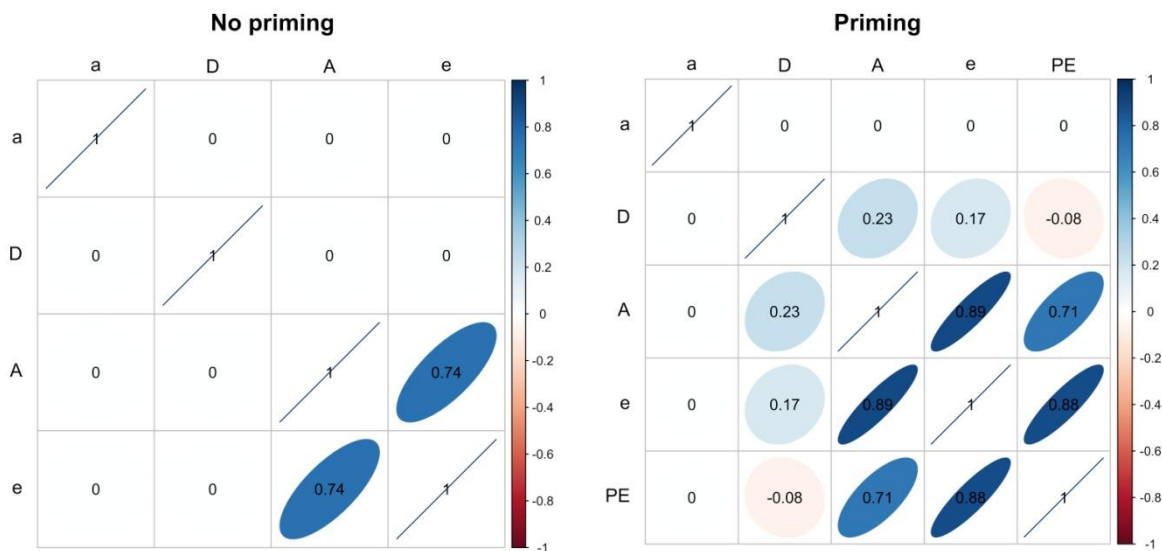 No priming
a D A e
a 1 0 0 0
D 0 1 0 0
A 0 0 1 0.74
e 0 0 0.74 1
1
0.8
0.6
0.4
0.2
0
-0.2
-0.4
-0.6
-0.8
-1
Priming
a D A e PE
a 1 0 0 0 0
D 0 1 0.23 0.17 -0.08
A 0 0.23 1 0.89 0.71
e 0 0.17 0.89 1 0.88
PE 0 -0.08 0.71 0.88 1
1
0.8
0.6
0.4
0.2
0
-0.2
-0.4
-0.6
-0.8
-1